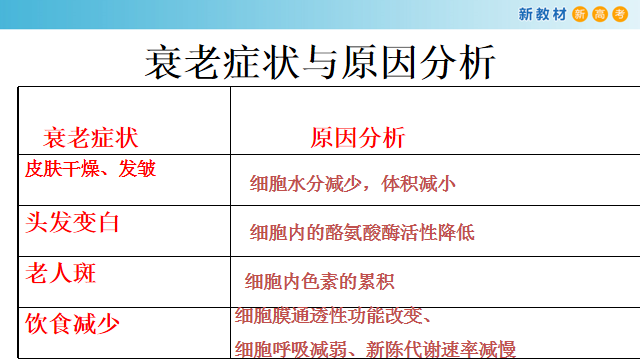 新教材 新 高 考
衰老症状与原因分析
衰老症状 原因分析
皮肤干燥、发皱 细胞水分减少，体积减小
头发变白 细胞内的酪氨酸酶活性降低
老人斑 细胞内色素的累积
饮食减少 细胞膜通透性功能改变、
细胞呼吸减弱、新陈代谢速率减慢